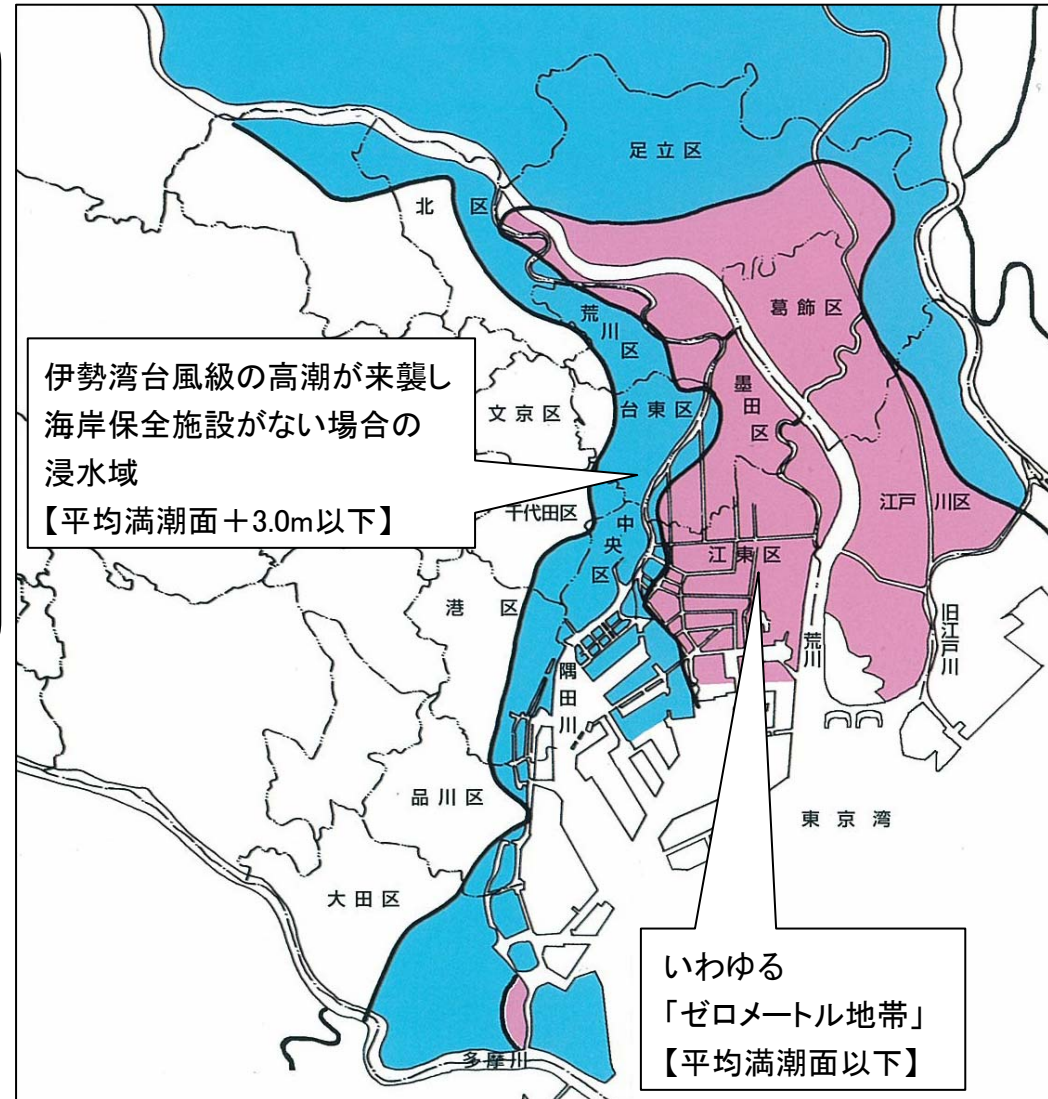 足立区
北区
葛飾区
荒川区
伊勢湾台風級の高潮が来襲し
海岸保全施設がない場合の
浸水域
【平均満潮面+3.0m以下】
墨田区
台東区
文京区
江戸川区
千代田区
中央区
江東区
港区
旧江戸川
荒川
隅田川
品川区
東京湾
大田区
いわゆる
「ゼロメートル地帯」
【平均満潮面以下】
多摩川